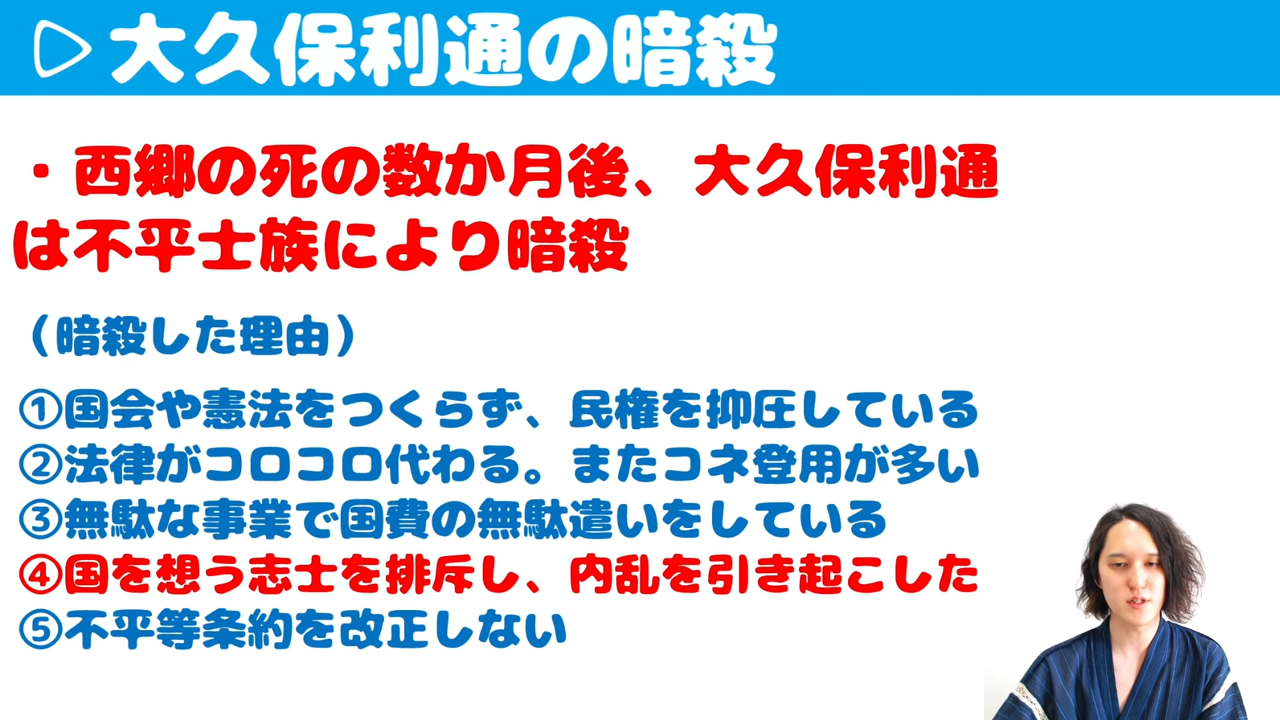 ▷大久保利通の暗殺
・西郷の死の数か月後、大久保利通
は不平士族により暗殺
（暗殺した理由）
①国会や憲法をつくらず、民権を抑圧している
②法律がコロコロ代わる。またコネ登用が多い
③無駄な事業で国費の無駄遣いをしている
④国を想う志士を排斥し、内乱を引き起こした
⑤不平等条約を改正しない